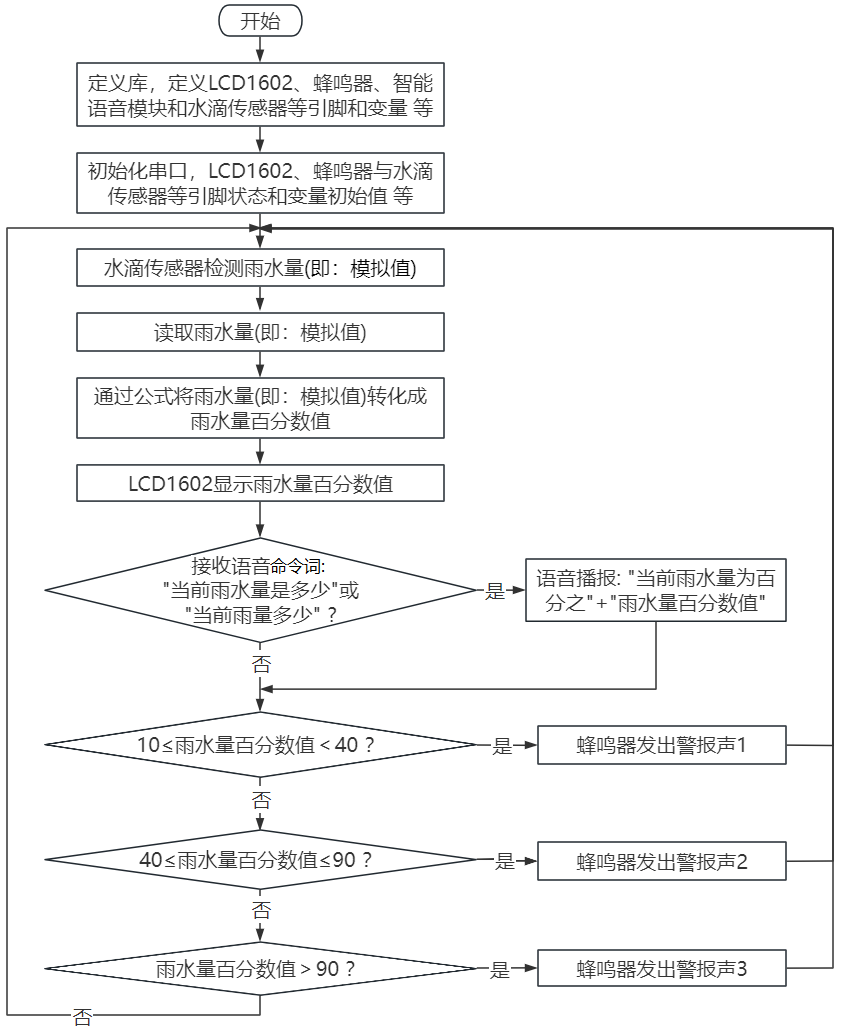 开始
定义库，定义LCD1602、蜂鸣器、智能
语音模块和水滴传感器等引脚和变量 等
初始化串口，LCD1602、蜂鸣器与水滴
传感器等引脚状态和变量初始值 等
水滴传感器检测雨水量(即：模拟值)
读取雨水量(即：模拟值)
通过公式将雨水量(即：模拟值)转化成
雨水量百分数值
LCD1602显示雨水量百分数值
接收语音命令词:
"当前雨水量是多少"或
"当前雨量多少" ？
是
语音播报: "当前雨水量为百
分之"+"雨水量百分数值"
否
10≤雨水量百分数值＜40？
是
蜂鸣器发出警报声1
否
40≤雨水量百分数值≤90？
是
蜂鸣器发出警报声2
否
雨水量百分数值＞90？
是
蜂鸣器发出警报声3
否